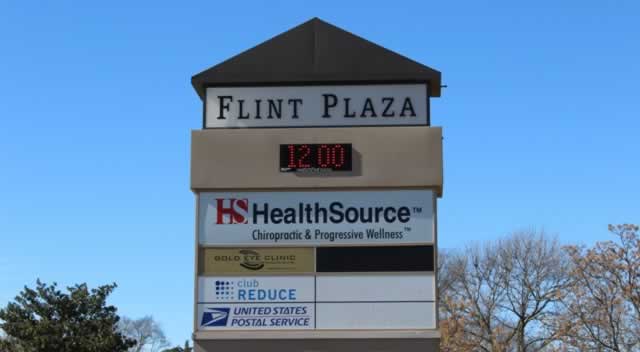 FLINT PLAZA
12:00
HS HealthSource™
Chiropractic & Progressive Wellness™
GOLD EYE CLINIC
club
REDUCE
UNITED STATES
POSTAL SERVICE